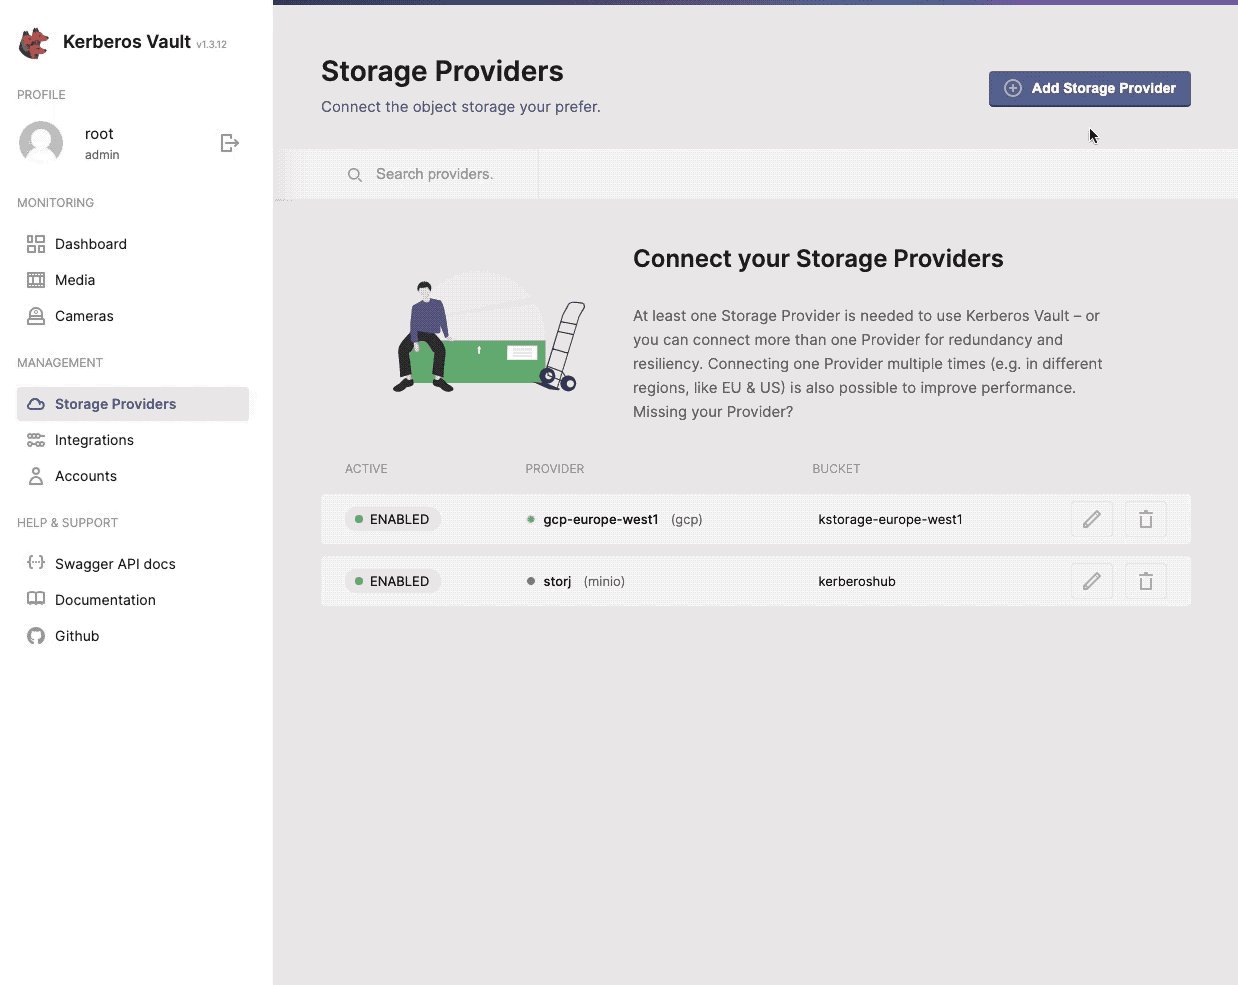 Kerberos Vault v1.3.12
PROFILE
root
admin
MONITORING
Dashboard
Media
Cameras
MANAGEMENT
Storage Providers
Integrations
Accounts
HELP & SUPPORT
Swagger API docs
Documentation
Github
Storage Providers
Connect the object storage your prefer.
Add Storage Provider
Search providers.
Connect your Storage Providers
At least one Storage Provider is needed to use Kerberos Vault – or
you can connect more than one Provider for redundancy and
resiliency. Connecting one Provider multiple times (e.g. in different
regions, like EU & US) is also possible to improve performance.
Missing your Provider?
ACTIVE PROVIDER BUCKET
ENABLED gcp-europe-west1 (gcp) kstorage-europe-west1
ENABLED storj (minio) kerberoshub